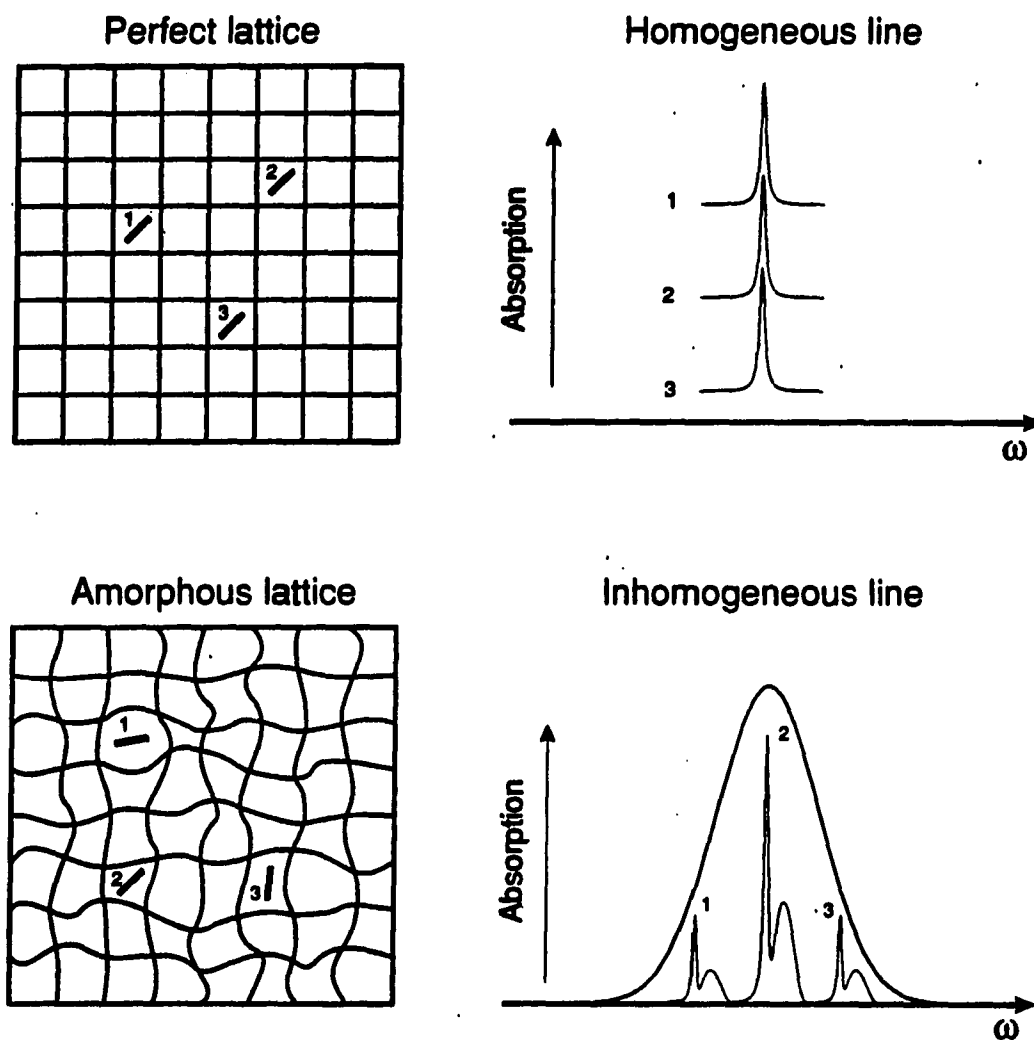 Perfect lattice
2
1
3
Homogeneous line
Absorption
1
2
3
ω
Amorphous lattice
1
2
3
Inhomogeneous line
Absorption
2
1
3
ω